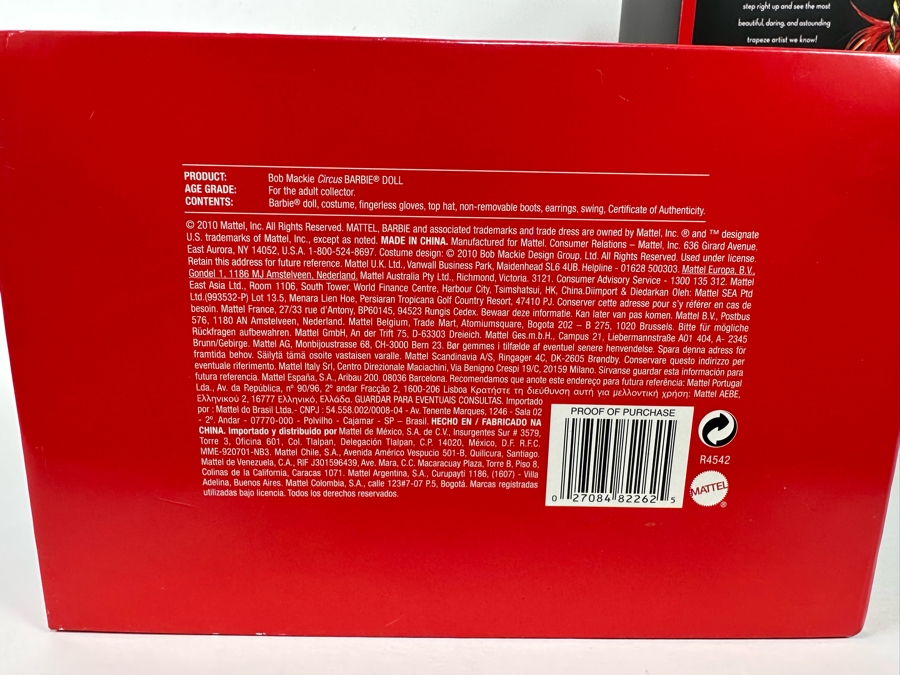 step right up and see the most
beautiful, daring, and astounding
trapeze artist we know!
PRODUCT: Bob Mackie Circus BARBIE® DOLL
AGE GRADE: For the adult collector.
CONTENTS: Barbie® doll, costume, fingerless gloves, top hat, non-removable boots, earrings, swing, Certificate of Authenticity.
© 2010 Mattel, Inc. All Rights Reserved. MATTEL, BARBIE and associated trademarks and trade dress are owned by Mattel, Inc. ® and ™ designate
U.S. trademarks of Mattel, Inc., except as noted. MADE IN CHINA. Manufactured for Mattel. Consumer Relations – Mattel, Inc. 636 Girard Avenue,
East Aurora, NY 14052, U.S.A. 1-800-524-8697. Costume design: © 2010 Bob Mackie Design Group, Ltd. All Rights Reserved. Used under license.
Retain this address for future reference. Mattel U.K. Ltd., Vanwall Business Park, Maidenhead SL6 4UB. Helpline - 01628 500303. Mattel Europa, B.V.,
Gondel 1, 1186 MJ Amstelveen, Nederland. Mattel Australia Pty Ltd., Richmond, Victoria. 3121. Consumer Advisory Service - 1300 135 312. Mattel
East Asia Ltd., Room 1106, South Tower, World Finance Centre, Harbour City, Tsimshatsui, HK, China.Diimport & Diedarkan Oleh: Mattel SEA Ptd
Ltd.(993532-P) Lot 13.5, Menara Lien Hoe, Persiaran Tropicana Golf Country Resort, 47410 PJ. Conserver cette adresse pour s'y référer en cas de
besoin. Mattel France, 27/33 rue d'Antony, BP60145, 94523 Rungis Cedex. Bewaar deze informatie. Kan later van pas komen. Mattel B.V., Postbus
576, 1180 AN Amstelveen, Nederland. Mattel Belgium, Trade Mart, Atomiumsquare, Bogota 202 – B 275, 1020 Brussels. Bitte für mögliche
Rückfragen aufbewahren. Mattel GmbH, An der Trift 75, D-63303 Dreieich. Mattel Ges.m.b.H., Campus 21, Liebermannstraße A01 404, A- 2345
Brunn/Gebirge. Mattel AG, Monbijoustrasse 68, CH-3000 Bern 23. Bør gemmes i tilfælde af eventuel senere henvendelse. Spara denna adress för
framtida behov. Säilytä tämä osoite vastaisen varalle. Mattel Scandinavia A/S, Ringager 4C, DK-2605 Brøndby. Conservare questo indirizzo per
eventuale riferimento. Mattel Italy Srl, Centro Direzionale Maciachini, Via Benigno Crespi 19/C, 20159 Milano. Sírvanse guardar esta información para
futura referencia. Mattel España, S.A., Aribau 200. 08036 Barcelona. Recomendamos que anote este endereço para futura referência: Mattel Portugal
Lda., Av. da República, nº 90/96, 2º andar Fracção 2, 1600-206 Lisboa Κρατήστε τη διεύθυνση αυτή για μελλοντική χρήση: Mattel AEBE,
Ελληνικού 2, 16777 Ελληνικό, Ελλάδα. GUARDAR PARA EVENTUAIS CONSULTAS. Importado
por : Mattel do Brasil Ltda.- CNPJ : 54.558.002/0008-04 - Av. Tenente Marques, 1246 - Sala 02
- 2º. Andar - 07770-000 - Polvilho - Cajamar - SP – Brasil. HECHO EN / FABRICADO NA
CHINA. Importado y distribuido por Mattel de México, S.A. de C.V., Insurgentes Sur # 3579,
Torre 3, Oficina 601, Col. Tlalpan, Delegación Tlalpan, C.P. 14020, México, D.F. R.F.C.
MME-920701-NB3. Mattel Chile, S.A., Avenida Américo Vespucio 501-B, Quilicura, Santiago.
Mattel de Venezuela, C.A., RIF J301596439, Ave. Mara, C.C. Macaracuay Plaza, Torre B, Piso 8,
Colinas de la California, Caracas 1071. Mattel Argentina, S.A., Curupaytí 1186, (1607) - Villa
Adelina, Buenos Aires. Mattel Colombia, S.A., calle 123#7-07 P.5, Bogotá. Marcas registradas
utilizadas bajo licencia. Todos los derechos reservados.
PROOF OF PURCHASE
0 27084 82262 5
R4542
MATTEL®